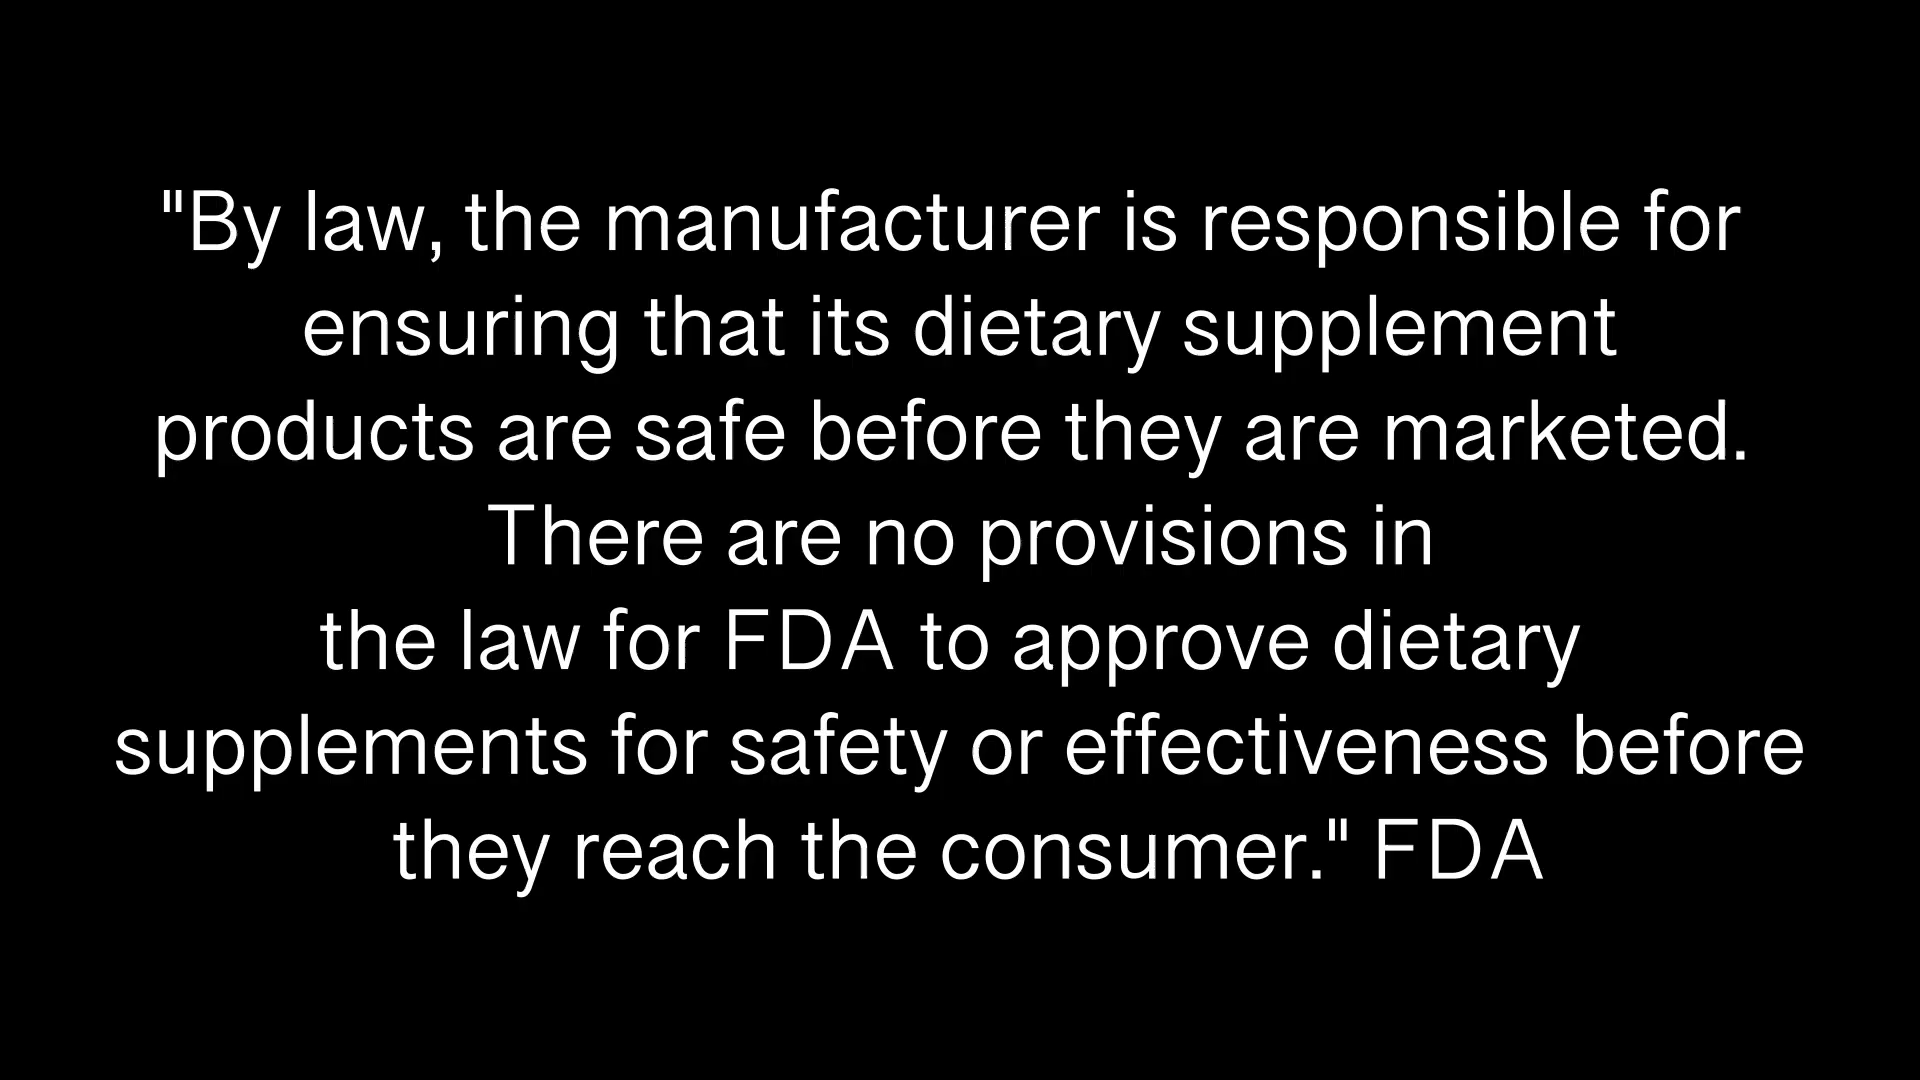 "By law, the manufacturer is responsible for
ensuring that its dietary supplement
products are safe before they are marketed.
There are no provisions in
the law for FDA to approve dietary
supplements for safety or effectiveness before
they reach the consumer." FDA